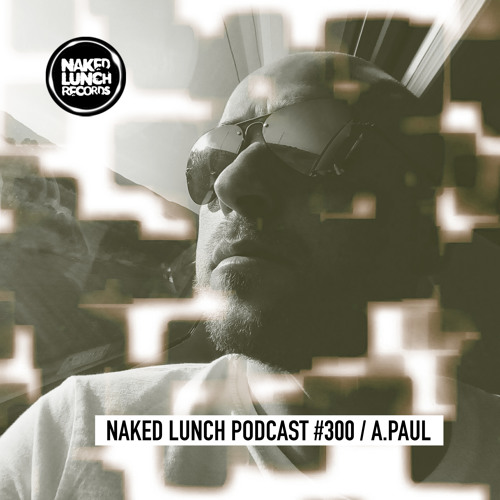 NAKED
LUNCH
RECORDS
NAKED LUNCH PODCAST #300 / A.PAUL